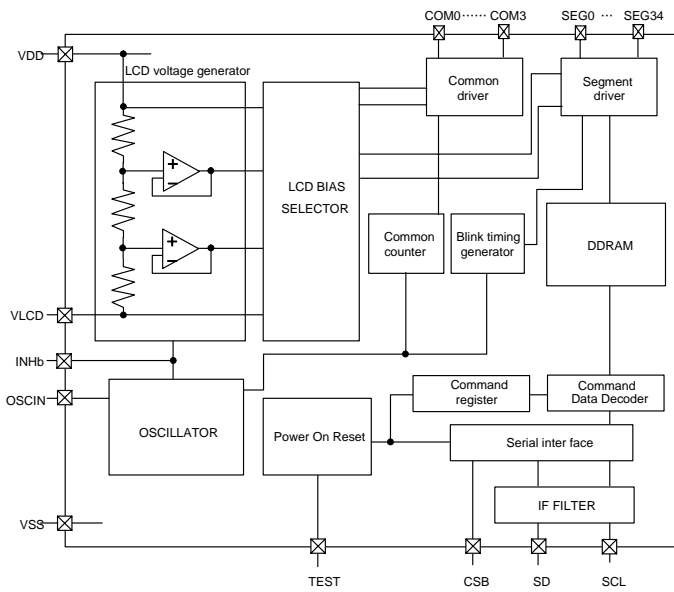 COM0 ······ COM3
SEG0 ··· SEG34
VDD
LCD voltage generator
Common
driver
Segment
driver
+
−
LCD BIAS
SELECTOR
+
−
Common
counter
Blink timing
generator
DDRAM
VLCD
INHb
OSCIN
OSCILLATOR
Power On Reset
Command
register
Command
Data Decoder
Serial inter face
IF FILTER
VSS
TEST
CSB
SD
SCL